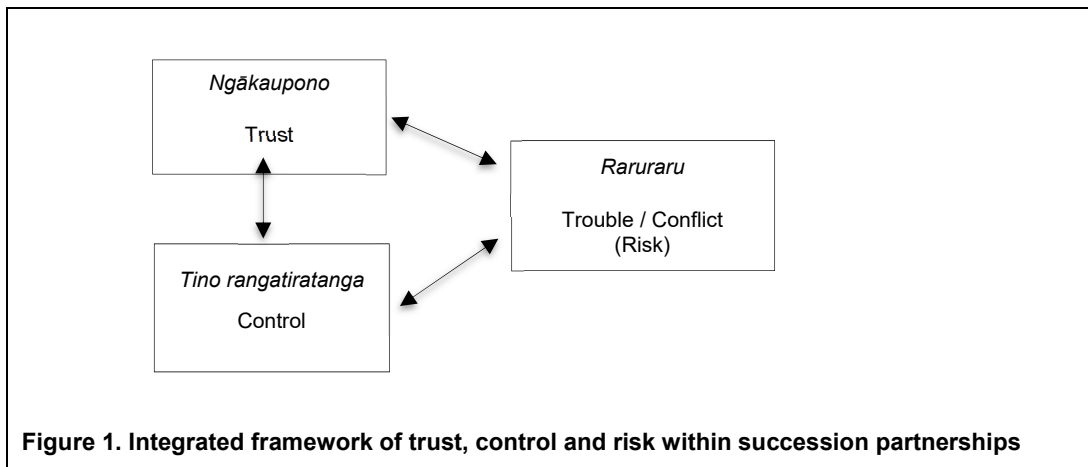 Ngākaupono
Trust
Raruraru
Trouble / Conflict
(Risk)
Tino rangatiratanga
Control
Figure 1. Integrated framework of trust, control and risk within succession partnerships